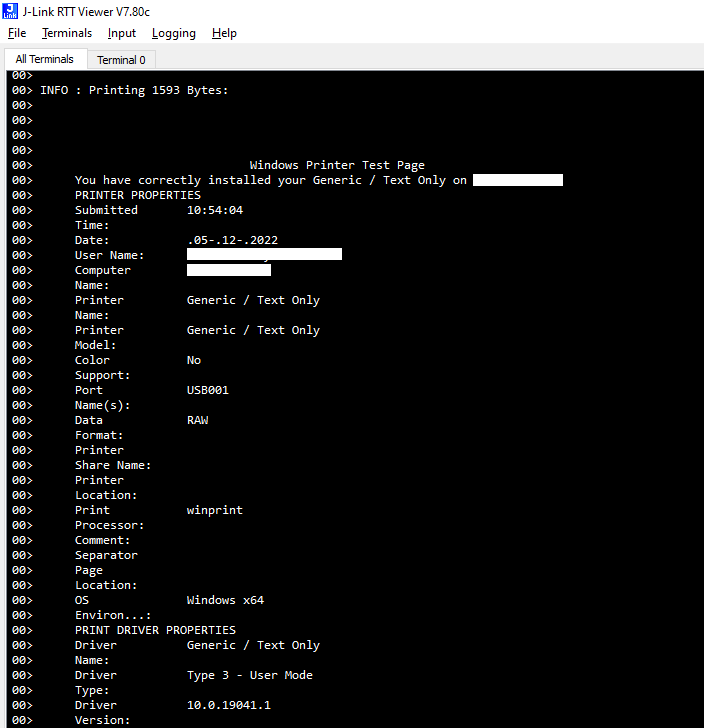 J-Link RTT Viewer V7.80c
File Terminals Input Logging Help
All Terminals Terminal 0
00>
00> INFO : Printing 1593 Bytes:
00>
00>
00>
00>
00> Windows Printer Test Page
00> You have correctly installed your Generic / Text Only on
00> PRINTER PROPERTIES
00> Submitted 10:54:04
00> Time:
00> Date: .05-.12-.2022
00> User Name:
00> Computer
00> Name:
00> Printer Generic / Text Only
00> Name:
00> Printer Generic / Text Only
00> Model:
00> Color No
00> Support:
00> Port USB001
00> Name(s):
00> Data RAW
00> Format:
00> Printer
00> Share Name:
00> Printer
00> Location:
00> Print winprint
00> Processor:
00> Comment:
00> Separator
00> Page
00> Location:
00> OS Windows x64
00> Environ...:
00> PRINT DRIVER PROPERTIES
00> Driver Generic / Text Only
00> Name:
00> Driver Type 3 - User Mode
00> Type:
00> Driver 10.0.19041.1
00> Version: